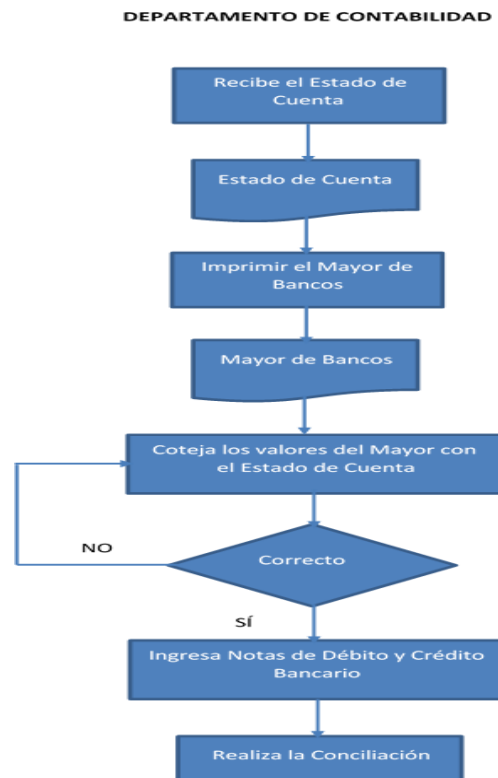 DEPARTAMENTO DE CONTABILIDAD
Recibe el Estado de
Cuenta
Estado de Cuenta
Imprimir el Mayor de
Bancos
Mayor de Bancos
Coteja los valores del Mayor con
el Estado de Cuenta
NO
Correcto
SÍ
Ingresa Notas de Débito y Crédito
Bancario
Realiza la Conciliación